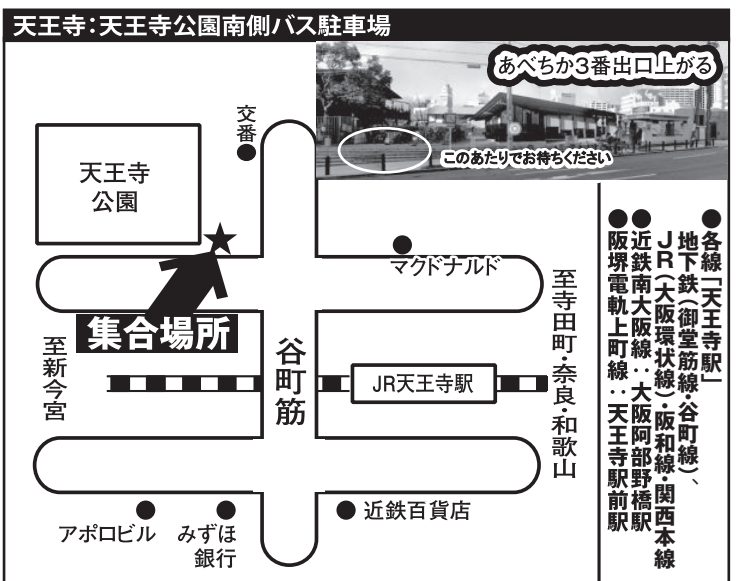 天王寺：天王寺公園南側バス駐車場
あべちか3番出口上がる
このあたりでお待ちください
交番
天王寺
公園
マクドナルド
集合場所
至新今宮
谷町筋
JR天王寺駅
至寺田町・奈良・和歌山
アポロビル
みずほ
銀行
近鉄百貨店
●各線「天王寺駅」
地下鉄（御堂筋線・谷町線）、
JR（大阪環状線）・阪和線・関西本線
●近鉄南大阪線：大阪阿部野橋駅
●阪堺電軌上町線：天王寺駅前駅